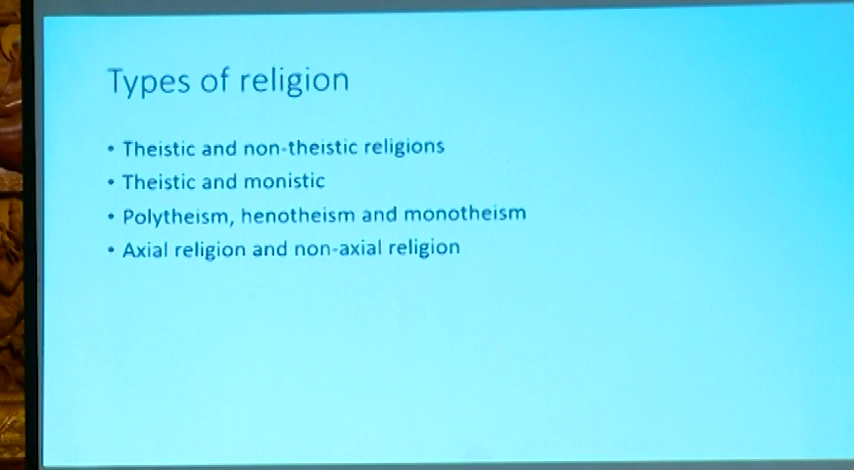 Types of religion
• Theistic and non-theistic religions
• Theistic and monistic
• Polytheism, henotheism and monotheism
• Axial religion and non-axial religion